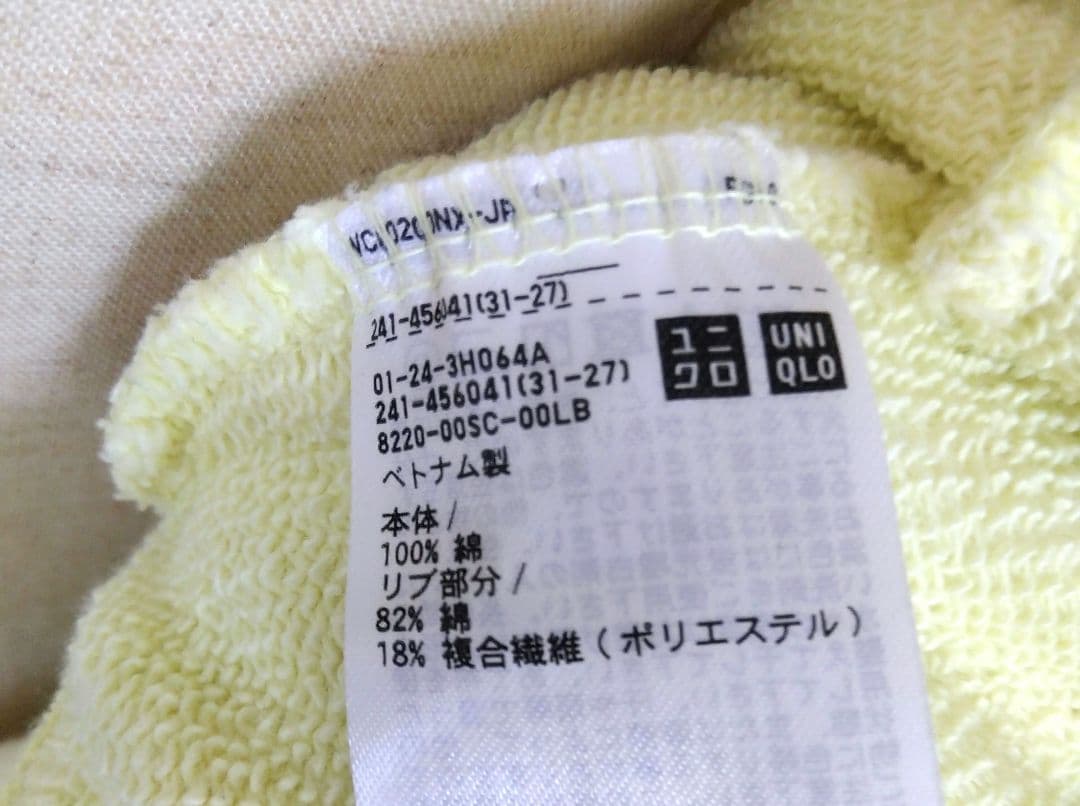 241-456041(31-27)
ユニクロ
UNIQLO
01-24-3H064A
241-456041(31-27)
8220-00SC-00LB
ベトナム製
本体/
100% 綿
リブ部分/
82% 綿
18% 複合繊維(ポリエステル)